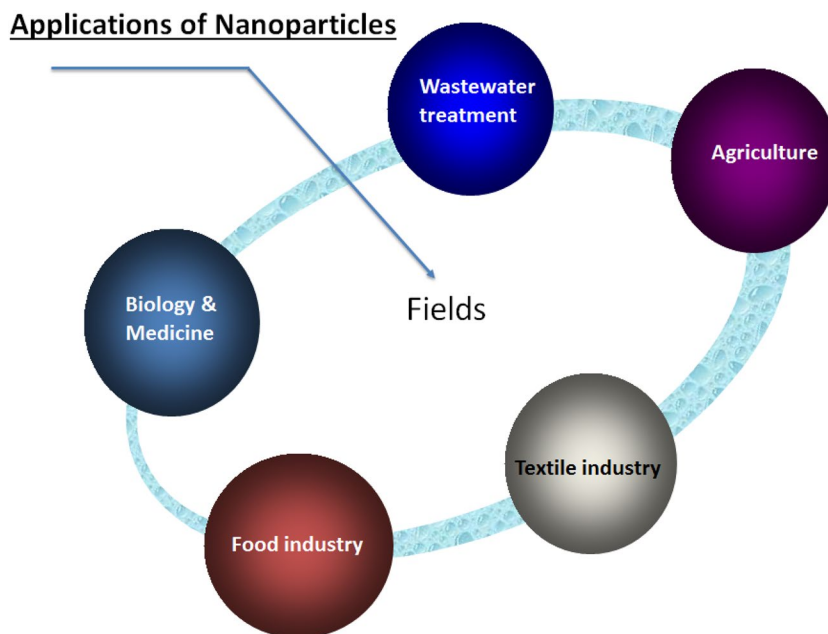 Applications of Nanoparticles
Wastewater
treatment
Agriculture
Biology &
Medicine
Fields
Textile industry
Food industry